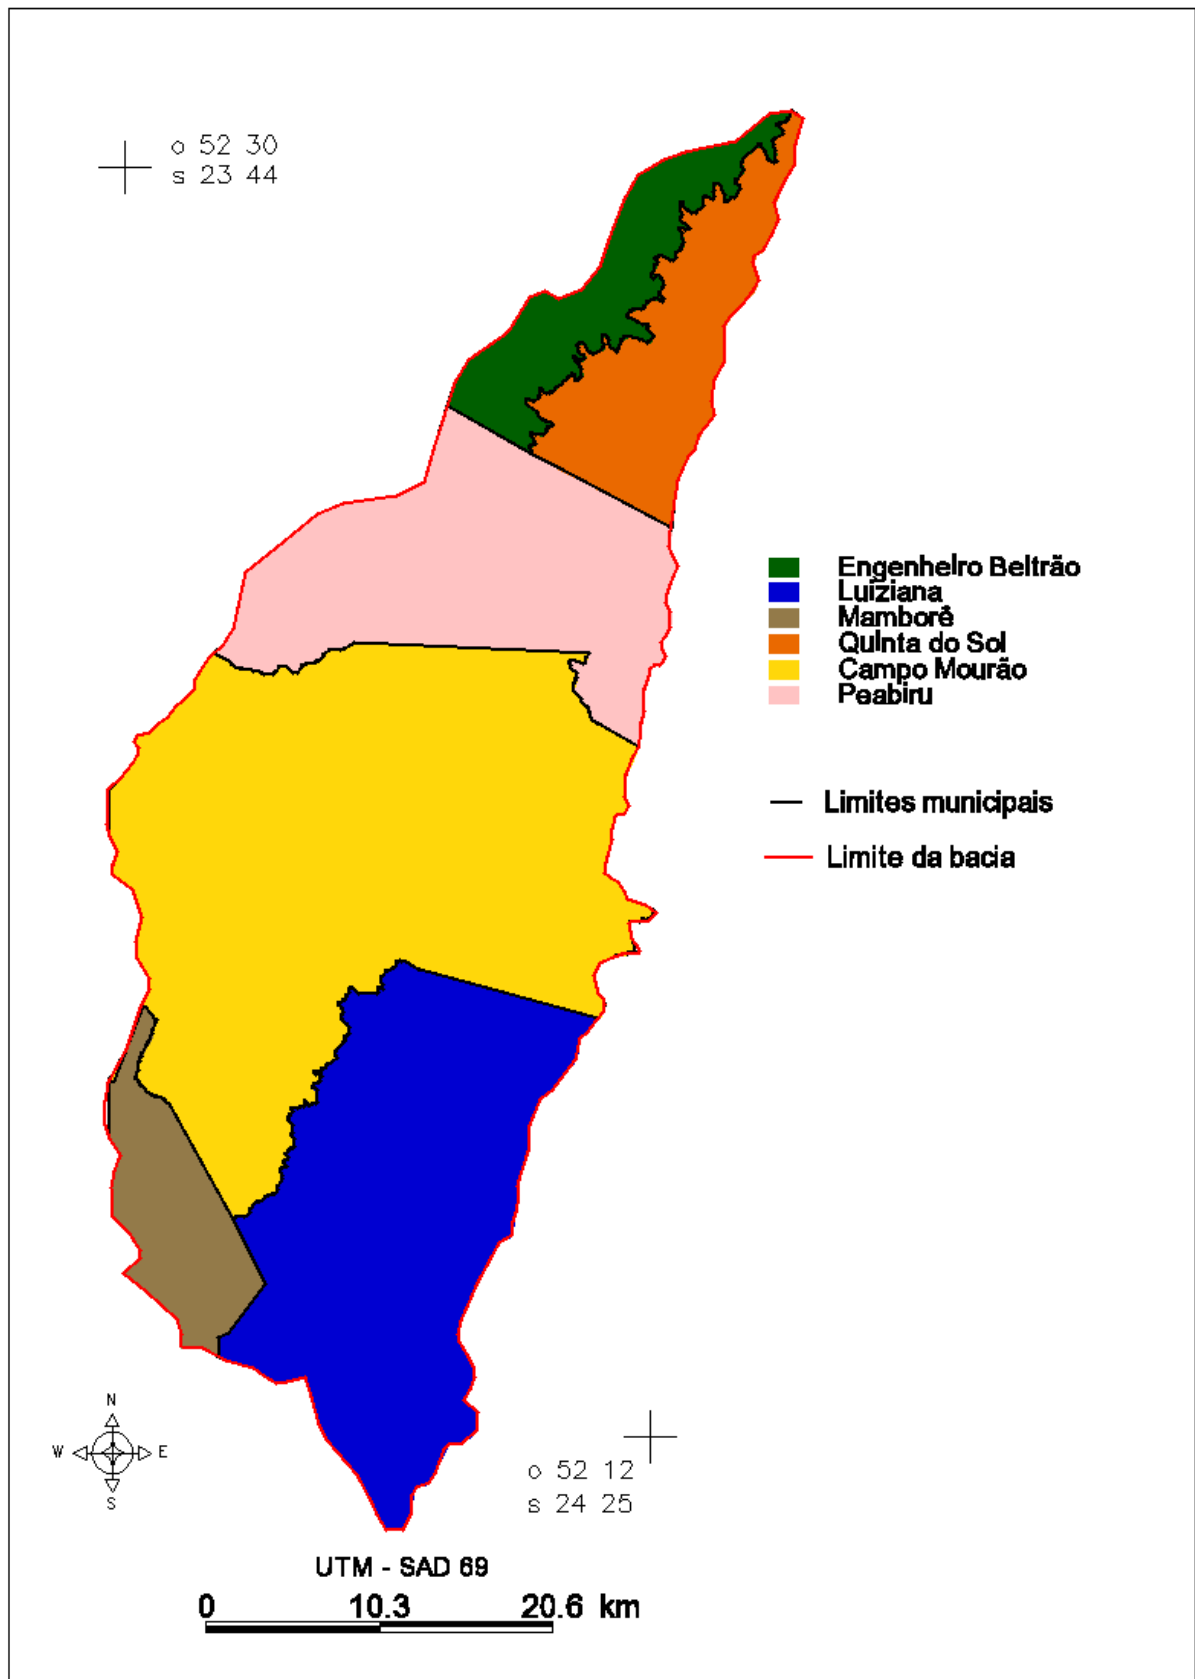 o 52 30
s 23 44
Engenheiro Beltrão
Luiziana
Mamborê
Quinta do Sol
Campo Mourão
Peabiru
Limites municipais
Limite da bacia
N
W E
S
o 52 12
s 24 25
UTM - SAD 69
0 10.3 20.6 km